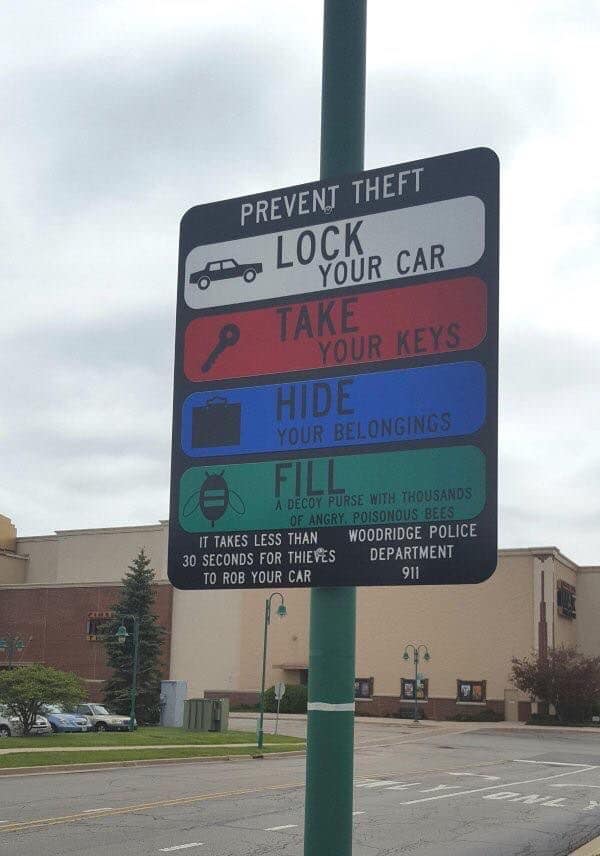 PREVENT THEFT
LOCK
YOUR CAR
TAKE
YOUR KEYS
HIDE
YOUR BELONGINGS
FILL
A DECOY PURSE WITH THOUSANDS
OF ANGRY, POISONOUS BEES
IT TAKES LESS THAN
30 SECONDS FOR THIEVES
TO ROB YOUR CAR
WOODRIDGE POLICE
DEPARTMENT
911
ONLY